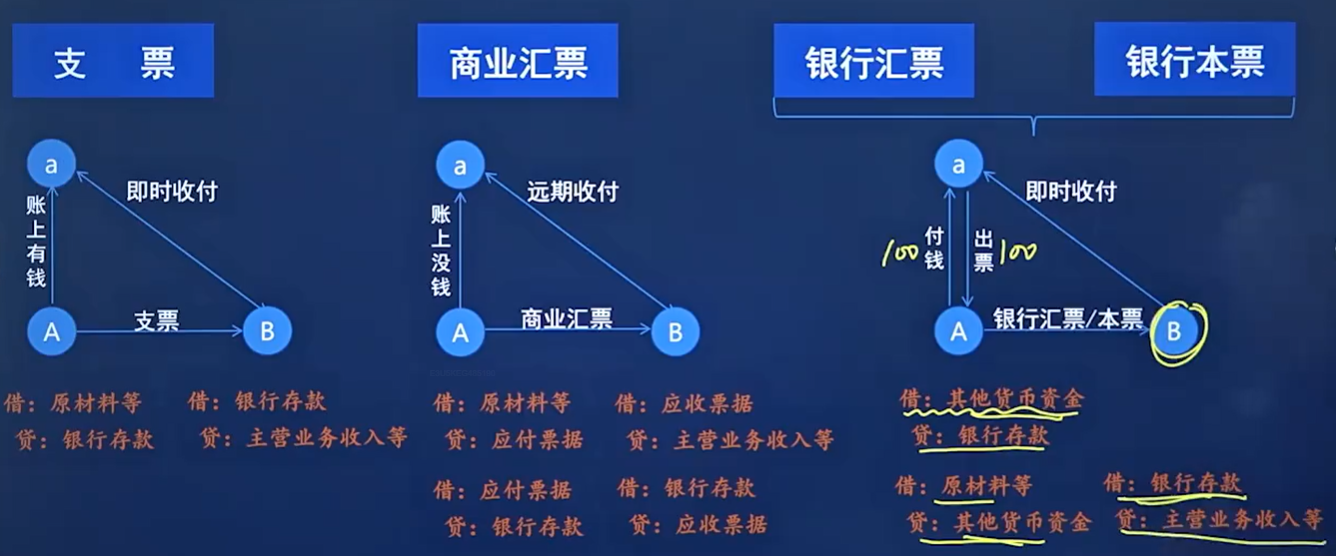 支 票
a
账上有钱
即时收付
A
支票
B
借：原材料等
贷：银行存款
借：银行存款
贷：主营业务收入等
商业汇票
a
账上没钱
远期收付
A
商业汇票
B
借：原材料等
贷：应付票据
借：应收票据
贷：主营业务收入等
借：应付票据
贷：银行存款
借：银行存款
贷：应收票据
银行汇票
银行本票
a
100
付钱
出票
100
即时收付
A
银行汇票/本票
B
借：其他货币资金
贷：银行存款
借：原材料等
贷：其他货币资金
借：银行存款
贷：主营业务收入等